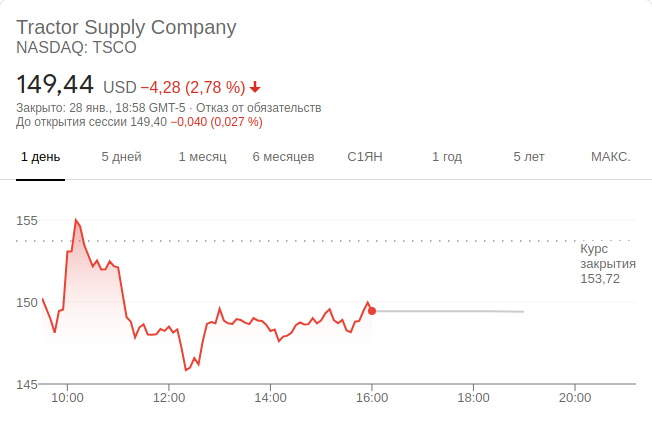 Tractor Supply Company
NASDAQ: TSCO
149,44 USD −4,28 (2,78 %)
Закрыто: 28 янв., 18:58 GMT-5 · Отказ от обязательств
До открытия сессии 149,40 −0,040 (0,027 %)
1 день 5 дней 1 месяц 6 месяцев С1ЯН 1 год 5 лет МАКС.
155
Курс
закрытия
153,72
150
145
10:00 12:00 14:00 16:00 18:00 20:00